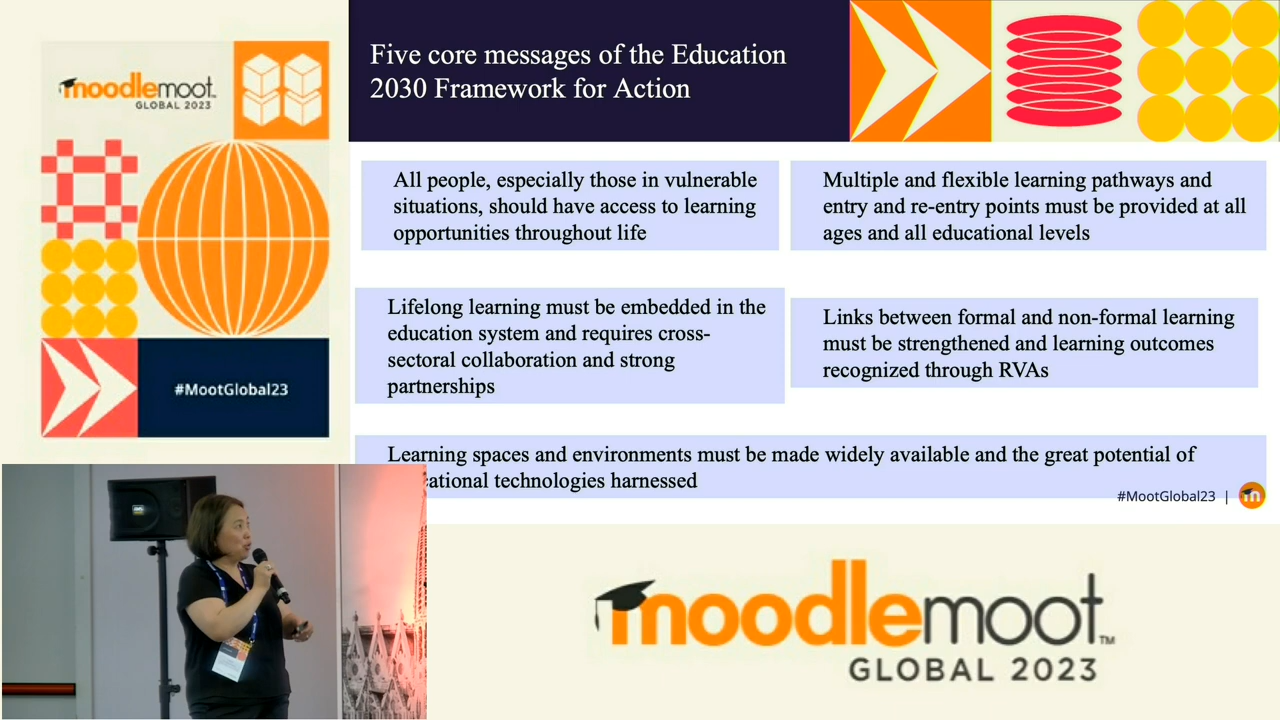 moodlemoot
GLOBAL 2023
#MootGlobal23
Five core messages of the Education
2030 Framework for Action
All people, especially those in vulnerable
situations, should have access to learning
opportunities throughout life
Multiple and flexible learning pathways and
entry and re-entry points must be provided at all
ages and all educational levels
Lifelong learning must be embedded in the
education system and requires cross-
sectoral collaboration and strong
partnerships
Links between formal and non-formal learning
must be strengthened and learning outcomes
recognized through RVAs
Learning spaces and environments must be made widely available and the great potential of
ational technologies harnessed
#MootGlobal23 | m
moodlemoot™
GLOBAL 2023